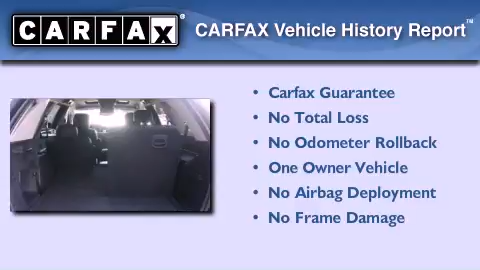 CARFAX® CARFAX Vehicle History Report™
• Carfax Guarantee
• No Total Loss
• No Odometer Rollback
• One Owner Vehicle
• No Airbag Deployment
• No Frame Damage